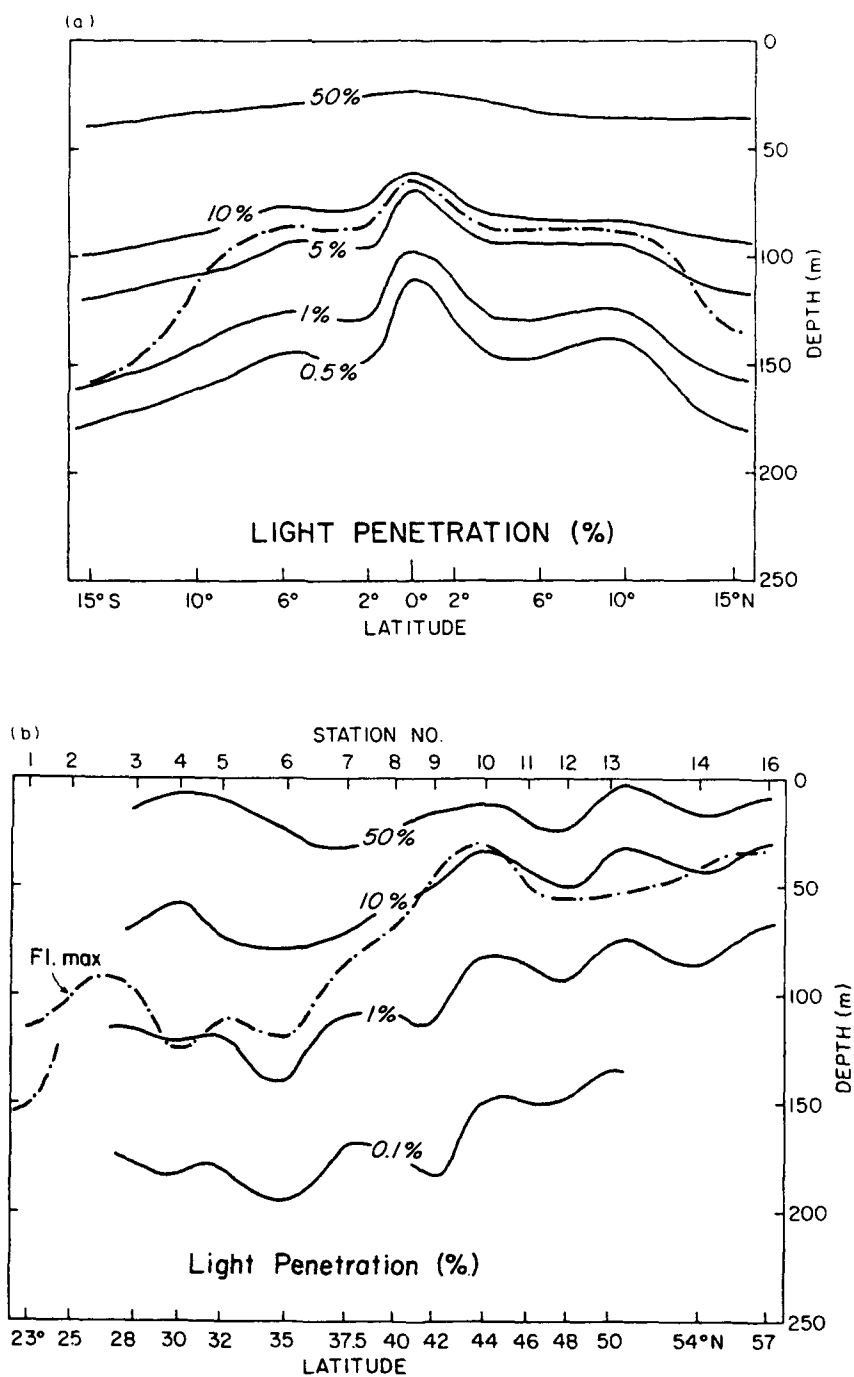 (a)
0
50%
50
10%
5%
100
DEPTH (m)
1%
0.5%
150
200
LIGHT PENETRATION (%)
250
15°S 10° 6° 2° 0° 2° 6° 10° 15°N
LATITUDE
(b)
STATION NO.
1 2 3 4 5 6 7 8 9 10 11 12 13 14 16
0
50%
50
10%
Fl. max
100
1%
DEPTH (m)
150
0.1%
200
Light Penetration (%)
250
23° 25 28 30 32 35 37.5 40 42 44 46 48 50 54°N 57
LATITUDE